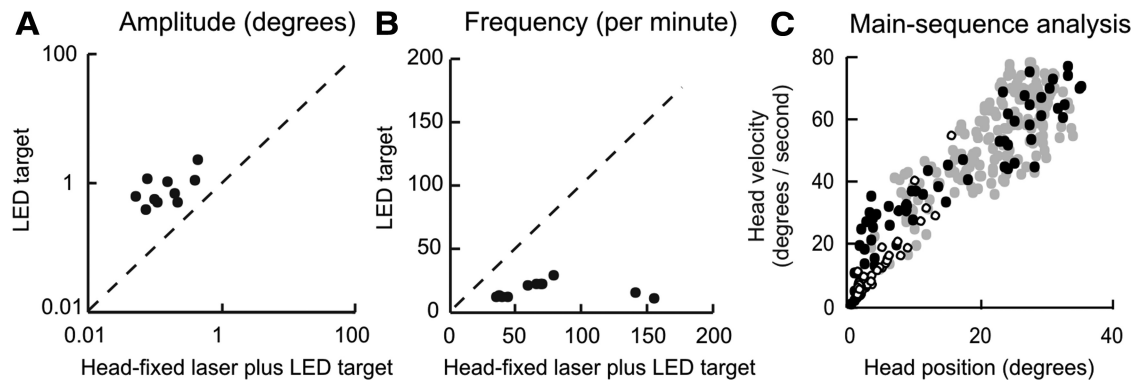 A Amplitude (degrees)
100
1
0.01
LED target
0.01 1 100
Head-fixed laser plus LED target
B Frequency (per minute)
200
150
100
50
0
LED target
0 50 100 150 200
Head-fixed laser plus LED target
C Main-sequence analysis
80
60
40
20
0
Head velocity
(degrees / second)
0 20 40
Head position (degrees)